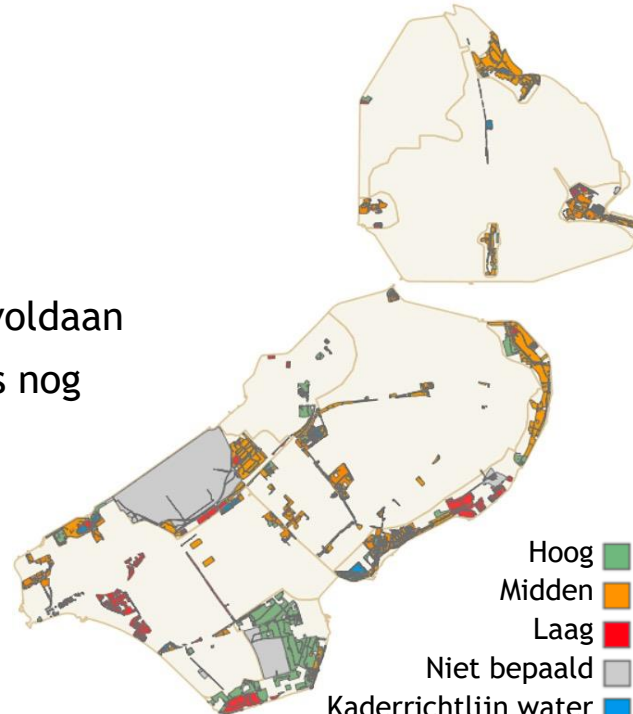 voldaan
s nog
Hoog
Midden
Laag
Niet bepaald
Kaderrichtlijn water